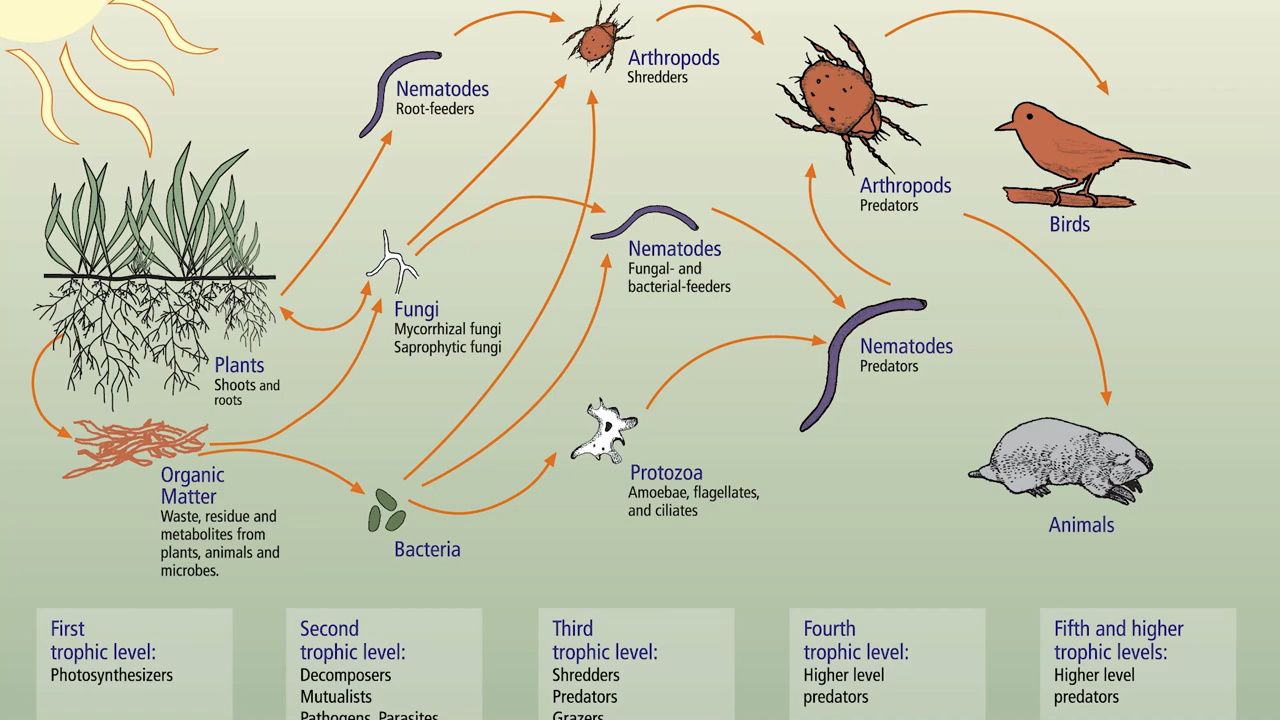 Nematodes
Root-feeders
Arthropods
Shredders
Arthropods
Predators
Birds
Nematodes
Fungal- and
bacterial-feeders
Fungi
Mycorrhizal fungi
Saprophytic fungi
Plants
Shoots and
roots
Nematodes
Predators
Organic
Matter
Waste, residue and
metabolites from
plants, animals and
microbes.
Bacteria
Protozoa
Amoebae, flagellates,
and ciliates
Animals
First
trophic level:
Photosynthesizers
Second
trophic level:
Decomposers
Mutualists
Pathogens, Parasites
Third
trophic level:
Shredders
Predators
Grazers
Fourth
trophic level:
Higher level
predators
Fifth and higher
trophic levels:
Higher level
predators